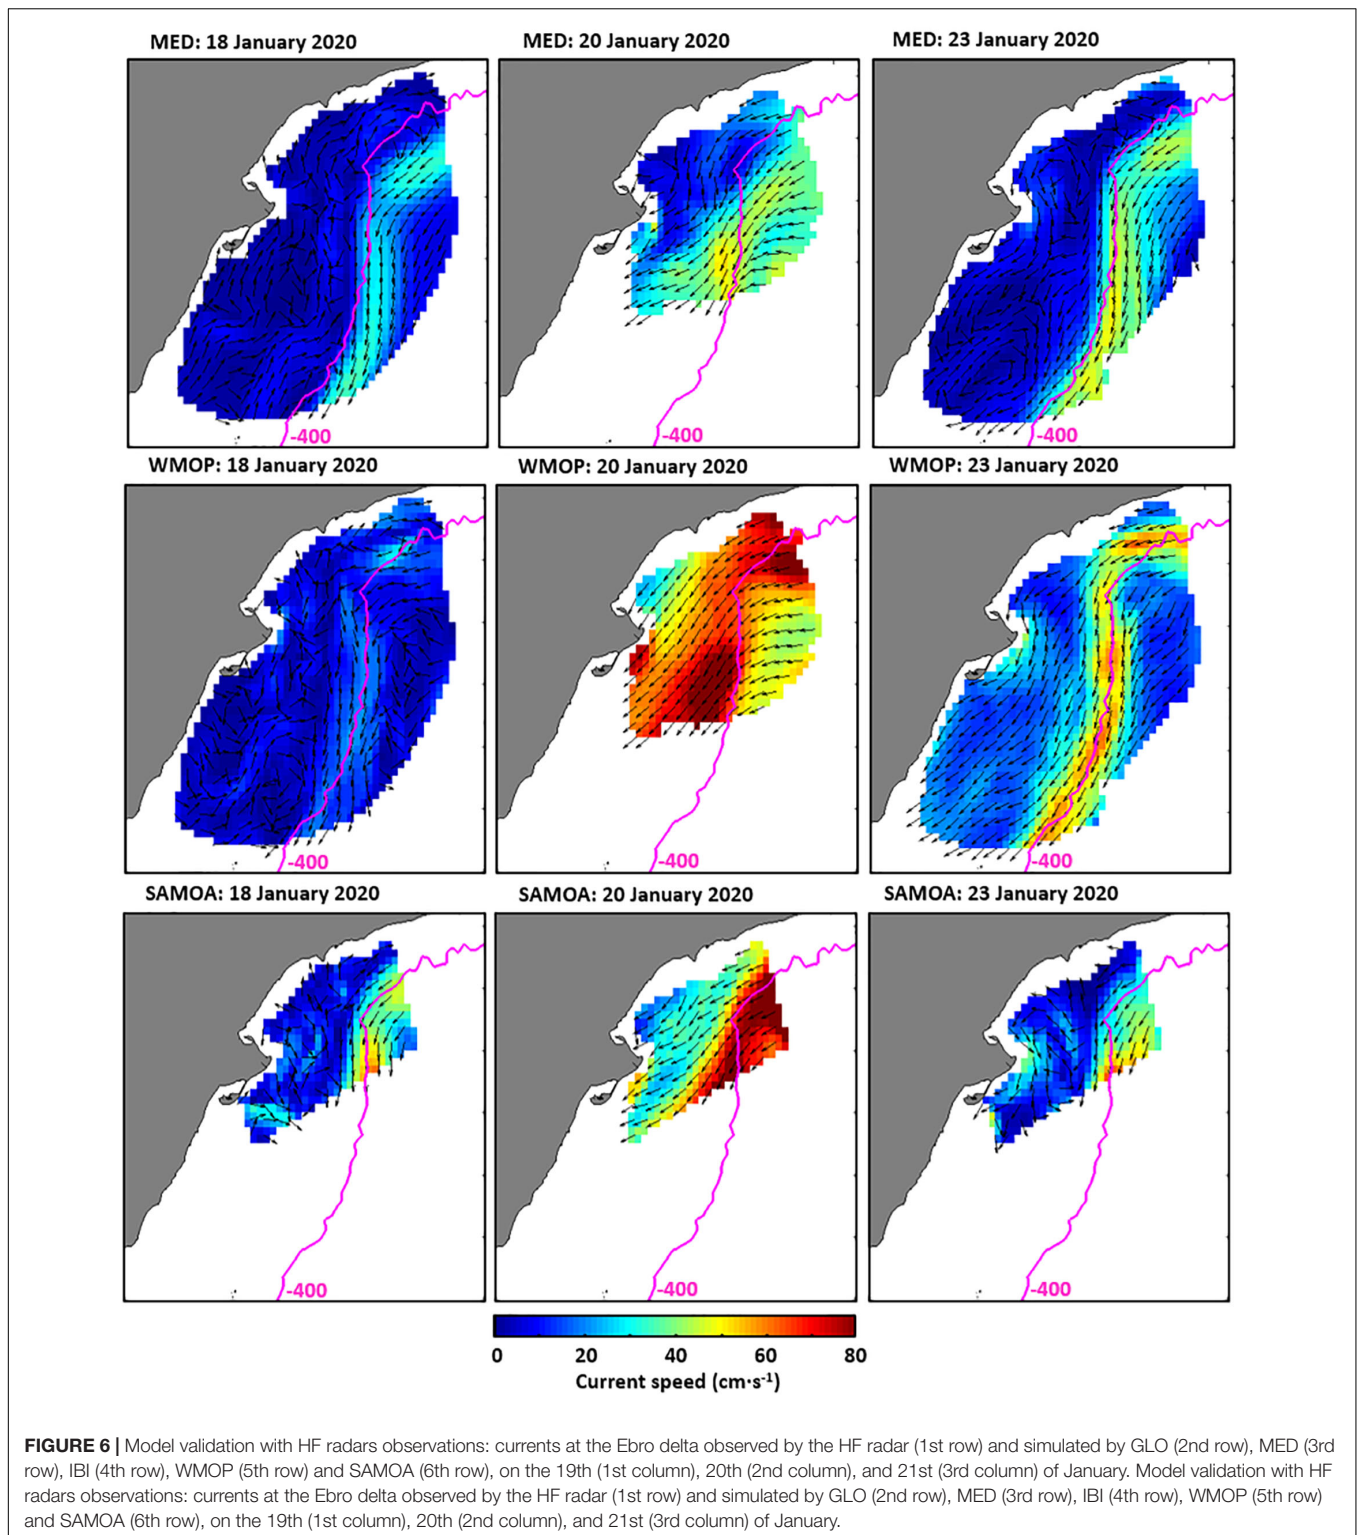 MED: 18 January 2020
MED: 20 January 2020
MED: 23 January 2020
-400
-400
-400
WMOP: 18 January 2020
WMOP: 20 January 2020
WMOP: 23 January 2020
-400
-400
-400
SAMOA: 18 January 2020
SAMOA: 20 January 2020
SAMOA: 23 January 2020
-400
-400
-400
0 20 40 60 80
Current speed (cm·s⁻¹)
FIGURE 6 | Model validation with HF radars observations: currents at the Ebro delta observed by the HF radar (1st row) and simulated by GLO (2nd row), MED (3rd
row), IBI (4th row), WMOP (5th row) and SAMOA (6th row), on the 19th (1st column), 20th (2nd column), and 21st (3rd column) of January. Model validation with HF
radars observations: currents at the Ebro delta observed by the HF radar (1st row) and simulated by GLO (2nd row), MED (3rd row), IBI (4th row), WMOP (5th row)
and SAMOA (6th row), on the 19th (1st column), 20th (2nd column), and 21st (3rd column) of January.